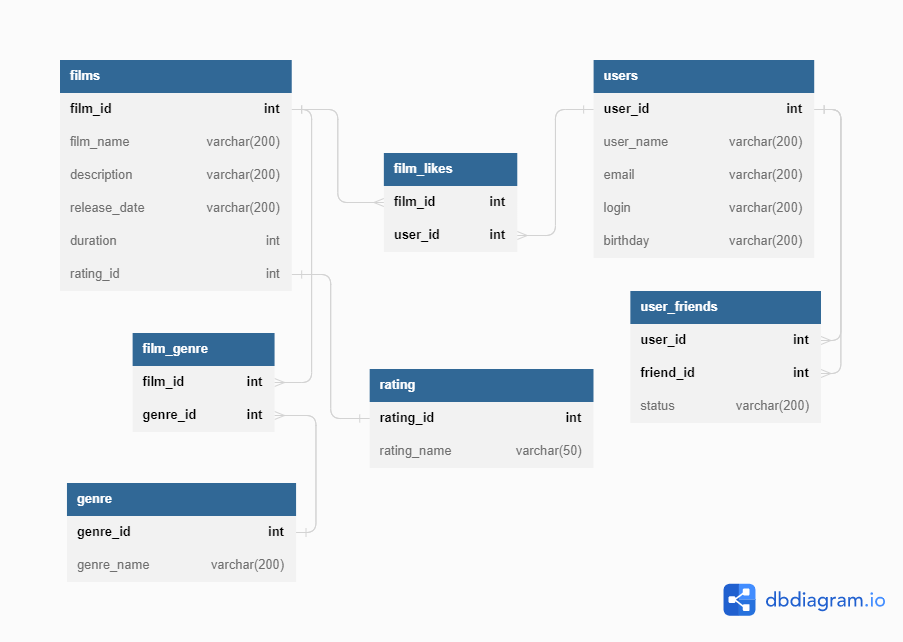 films
film_id int
film_name varchar(200)
description varchar(200)
release_date varchar(200)
duration int
rating_id int
film_likes
film_id int
user_id int
users
user_id int
user_name varchar(200)
email varchar(200)
login varchar(200)
birthday varchar(200)
user_friends
user_id int
friend_id int
status varchar(200)
film_genre
film_id int
genre_id int
rating
rating_id int
rating_name varchar(50)
genre
genre_id int
genre_name varchar(200)
dbdiagram.io